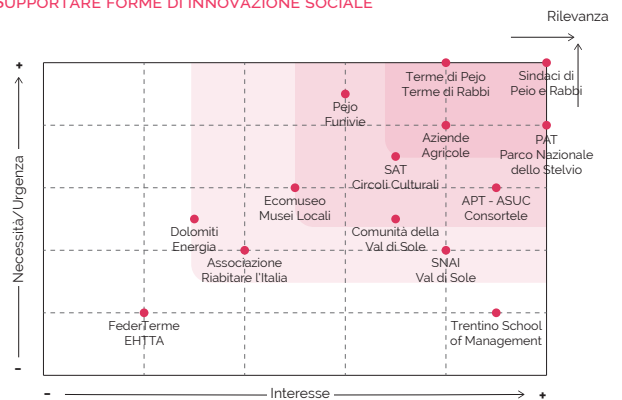 SUPPORTARE FORME DI INNOVAZIONE SOCIALE
Rilevanza
+
Terme di Pejo
Terme di Rabbi
Sindaci di
Peio e Rabbi
Pejo
Funivie
Aziende
Agricole
PAT
Parco Nazionale
dello Stelvio
SAT
Circoli Culturali
Ecomuseo
Musei Locali
APT - ASUC
Consortele
Dolomiti
Energia
Comunità della
Val di Sole
Associazione
Riabitare l'Italia
SNAI
Val di Sole
FederTerme
EHTTA
Trentino School
of Management
Necessità/Urgenza
-
- Interesse +